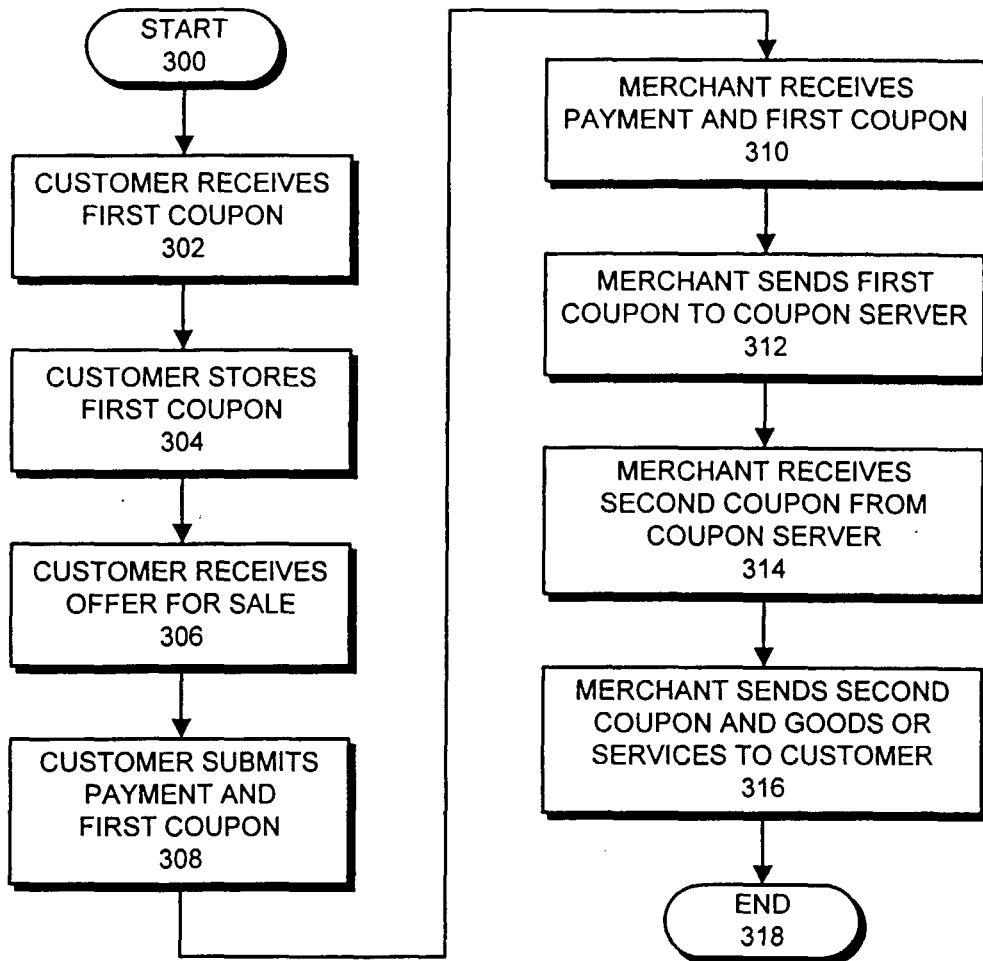 START
300
CUSTOMER RECEIVES
FIRST COUPON
302
CUSTOMER STORES
FIRST COUPON
304
CUSTOMER RECEIVES
OFFER FOR SALE
306
CUSTOMER SUBMITS
PAYMENT AND
FIRST COUPON
308
MERCHANT RECEIVES
PAYMENT AND FIRST COUPON
310
MERCHANT SENDS FIRST
COUPON TO COUPON SERVER
312
MERCHANT RECEIVES
SECOND COUPON FROM
COUPON SERVER
314
MERCHANT SENDS SECOND
COUPON AND GOODS OR
SERVICES TO CUSTOMER
316
END
318